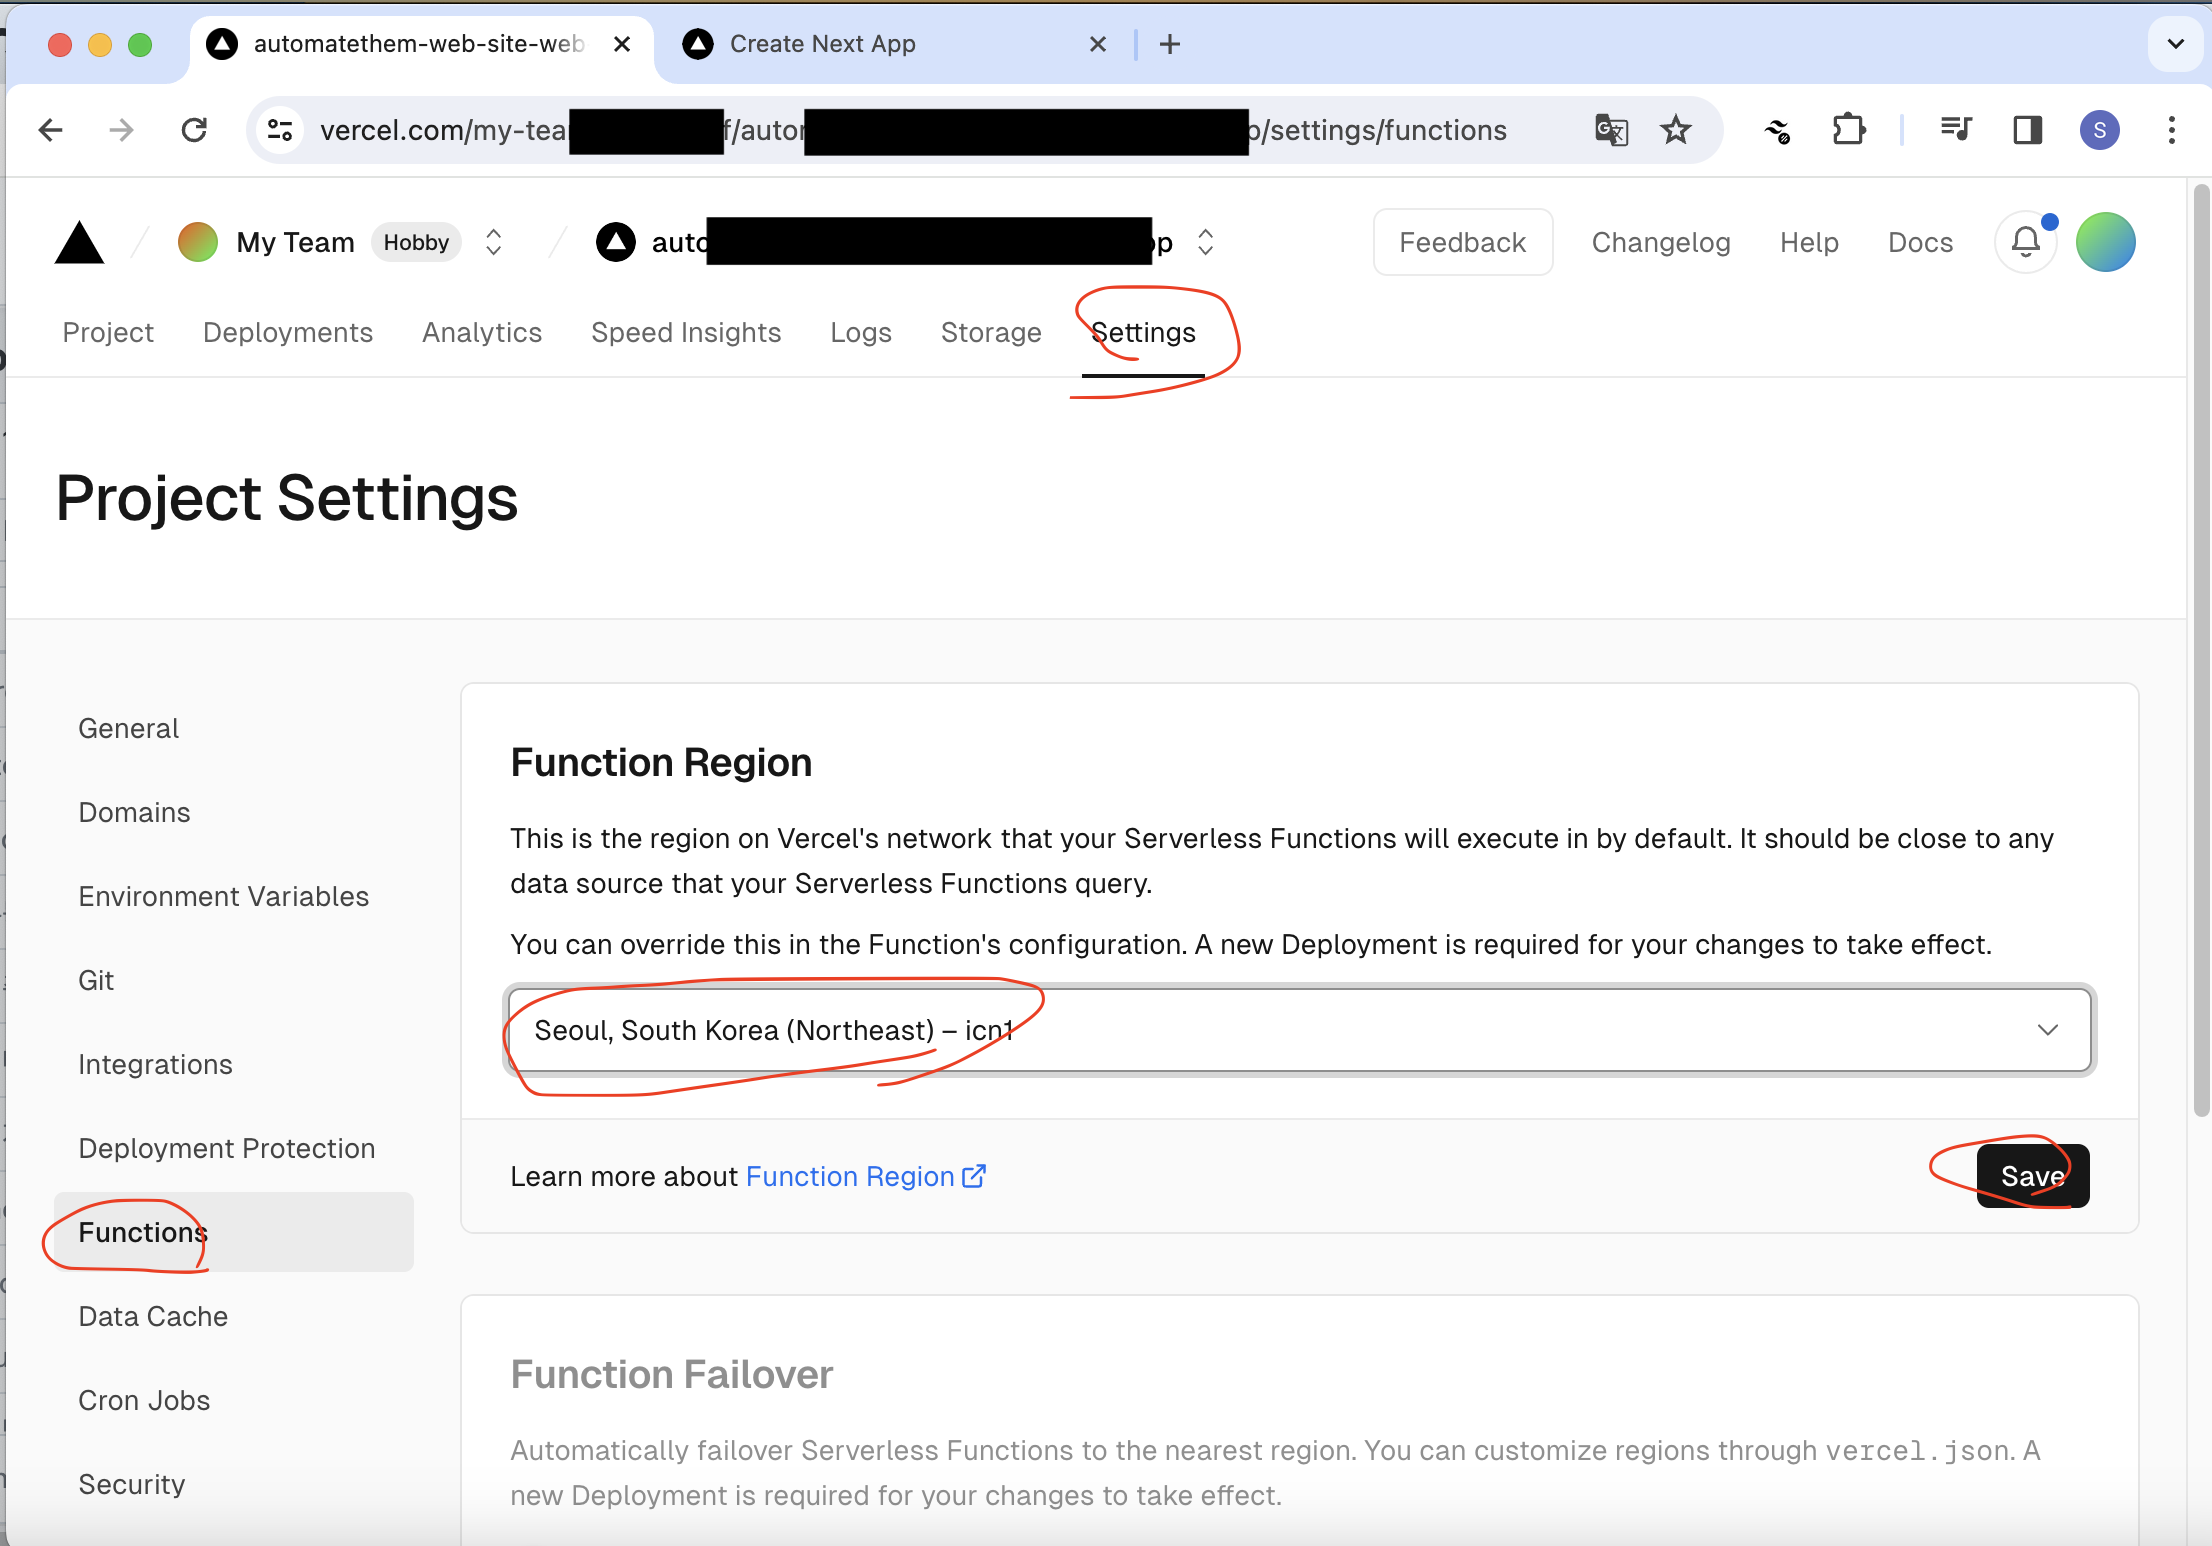 automatethem-web-site-web
Create Next App
vercel.com/my-tea f/autor /settings/functions
S
My Team Hobby auto p
Feedback Changelog Help Docs
Project Deployments Analytics Speed Insights Logs Storage Settings
Project Settings
General
Domains
Environment Variables
Git
Integrations
Deployment Protection
Functions
Data Cache
Cron Jobs
Security
Function Region
This is the region on Vercel's network that your Serverless Functions will execute in by default. It should be close to any
data source that your Serverless Functions query.
You can override this in the Function's configuration. A new Deployment is required for your changes to take effect.
Seoul, South Korea (Northeast) – icn1
Learn more about Function Region
Save
Function Failover
Automatically failover Serverless Functions to the nearest region. You can customize regions through vercel.json. A
new Deployment is required for your changes to take effect.